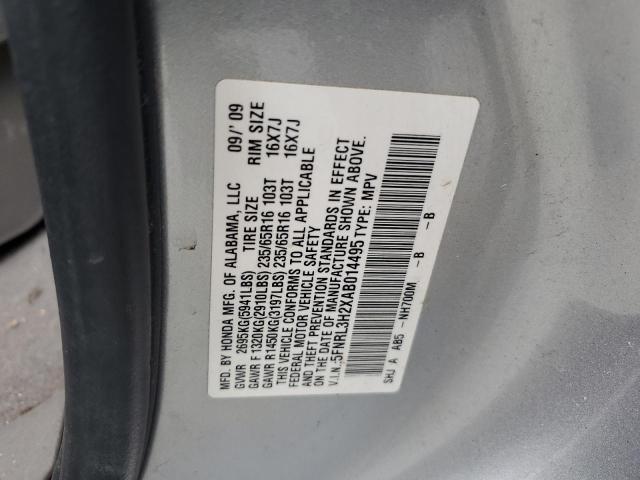 MFD. BY HONDA MFG. OF ALABAMA, LLC 09/'09
GVWR 2695KG(5941LBS) TIRE SIZE RIM SIZE
GAWR F 1320KG(2910LBS) 235/65R16 103T 16X7J
GAWR R 1450KG(3197LBS) 235/65R16 103T 16X7J
THIS VEHICLE CONFORMS TO ALL APPLICABLE
FEDERAL MOTOR VEHICLE SAFETY
AND THEFT PREVENTION STANDARDS IN EFFECT
ON THE DATE OF MANUFACTURE SHOWN ABOVE.
V.I.N.:5FNRL3H2XAB014495 TYPE: MPV
SHJ A AB5 -NH700M -B -B